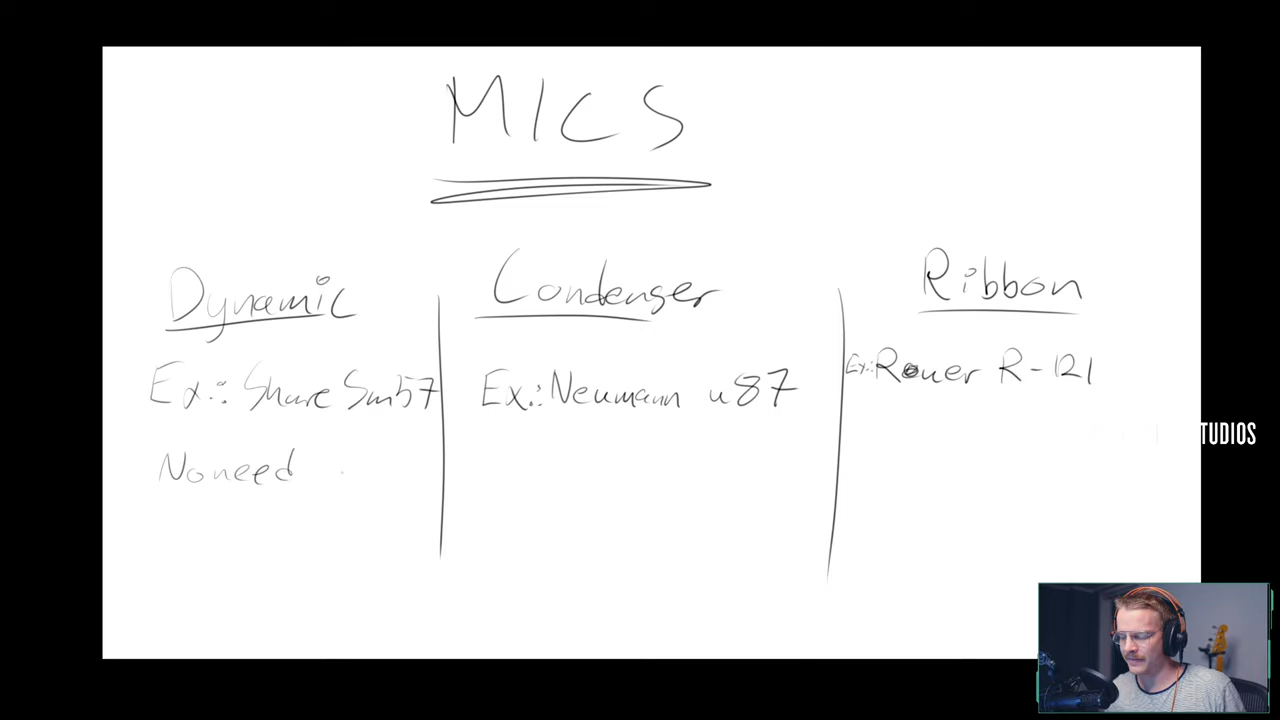 MICS
Dynamic
Condenser
Ribbon
Ex.: Shure Sm57
Ex.: Neumann u87
Ex.: Royer R-121
No need
TUDIOS